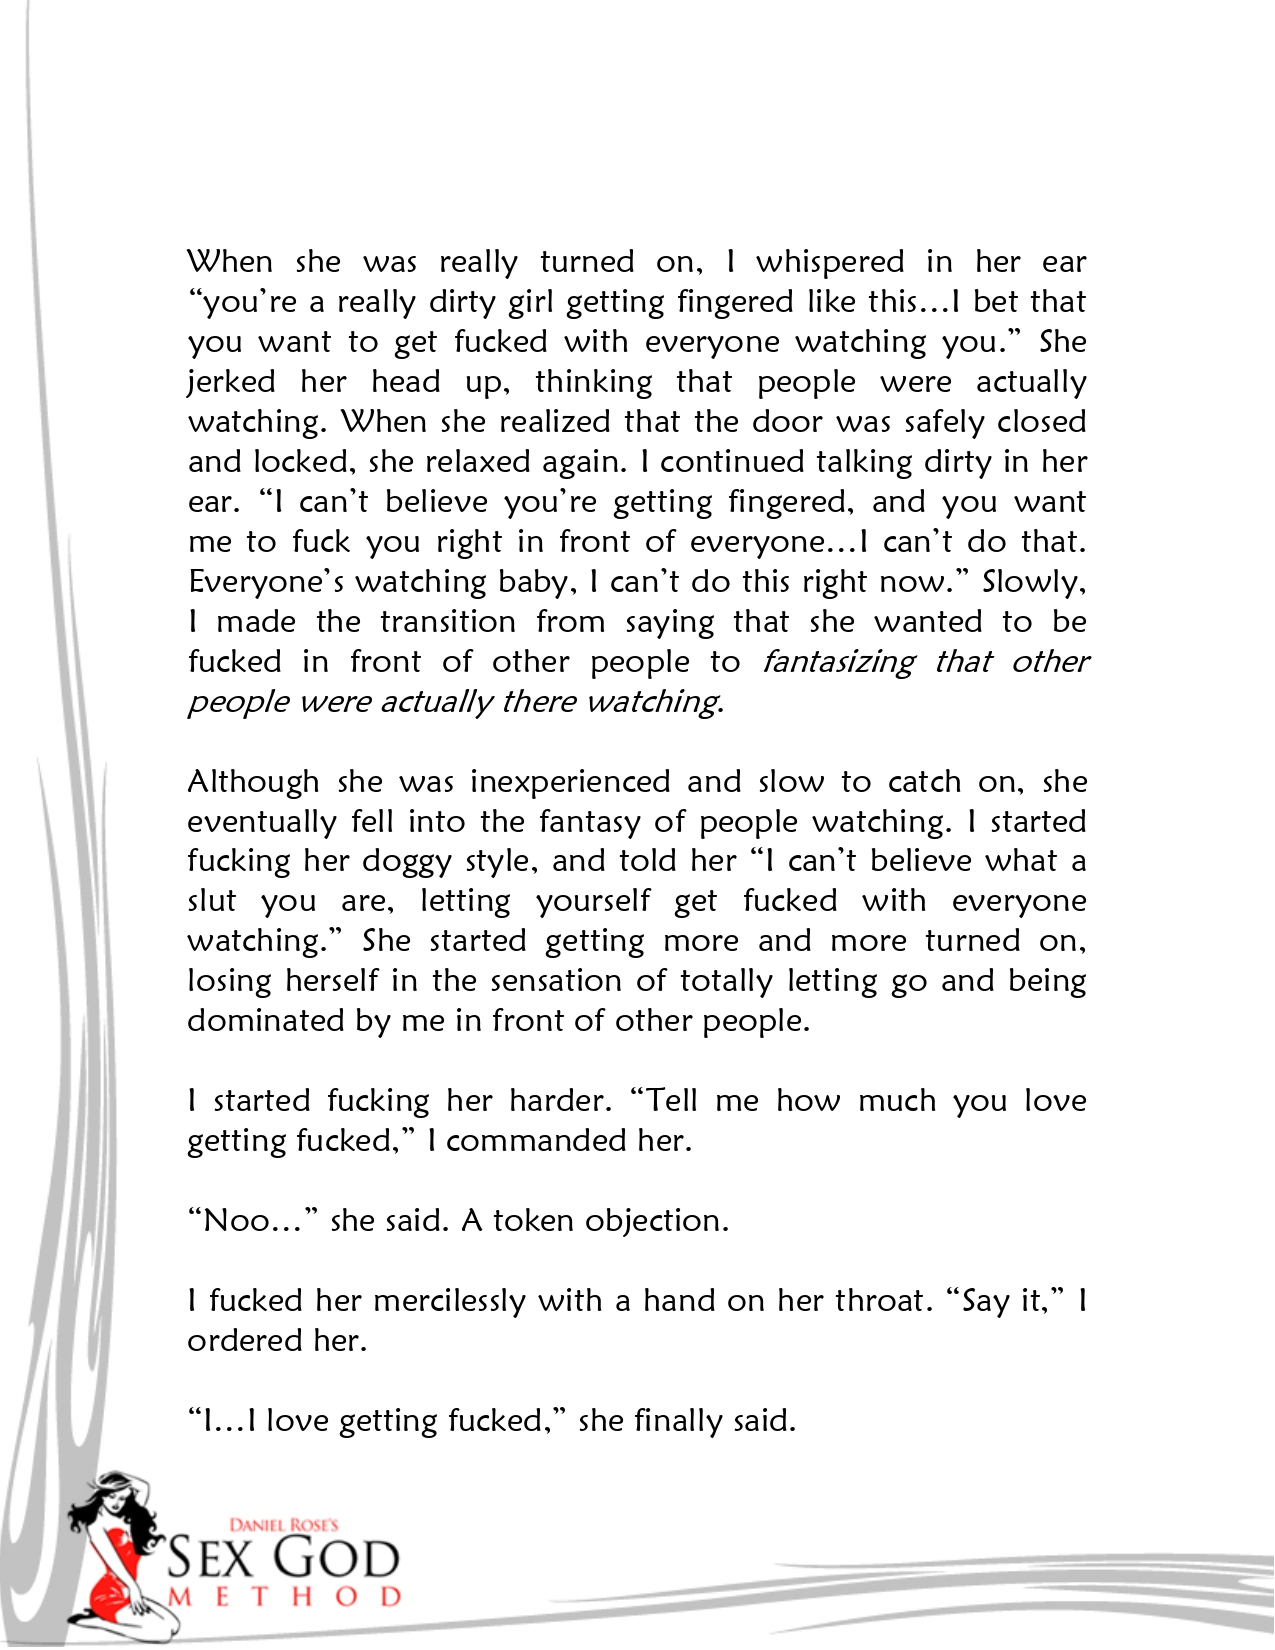 When she was really turned on, I whispered in her ear
“you’re a really dirty girl getting fingered like this…I bet that
you want to get fucked with everyone watching you.” She
jerked her head up, thinking that people were actually
watching. When she realized that the door was safely closed
and locked, she relaxed again. I continued talking dirty in her
ear. “I can’t believe you’re getting fingered, and you want
me to fuck you right in front of everyone…I can’t do that.
Everyone’s watching baby, I can’t do this right now.” Slowly,
I made the transition from saying that she wanted to be
fucked in front of other people to fantasizing that other
people were actually there watching.
Although she was inexperienced and slow to catch on, she
eventually fell into the fantasy of people watching. I started
fucking her doggy style, and told her “I can’t believe what a
slut you are, letting yourself get fucked with everyone
watching.” She started getting more and more turned on,
losing herself in the sensation of totally letting go and being
dominated by me in front of other people.
I started fucking her harder. “Tell me how much you love
getting fucked,” I commanded her.
“Noo…” she said. A token objection.
I fucked her mercilessly with a hand on her throat. “Say it,” I
ordered her.
“I…I love getting fucked,” she finally said.
DANIEL ROSE’S
SEX GOD
METHOD